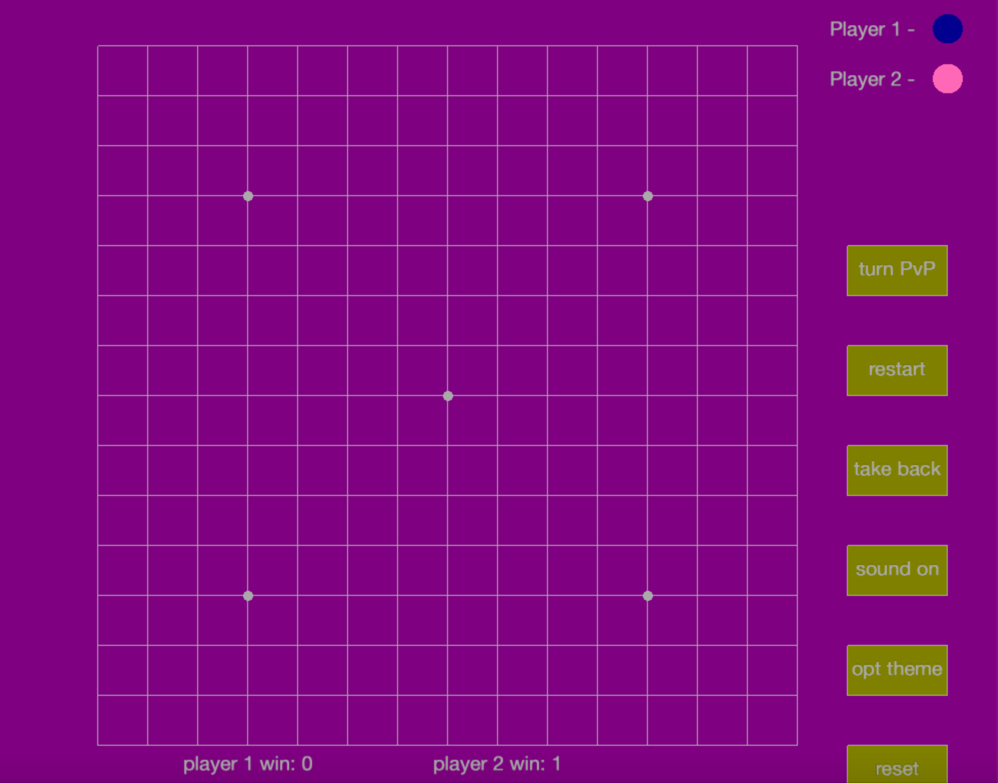 Player 1 -
Player 2 -
turn PvP
restart
take back
sound on
opt theme
reset
player 1 win: 0
player 2 win: 1